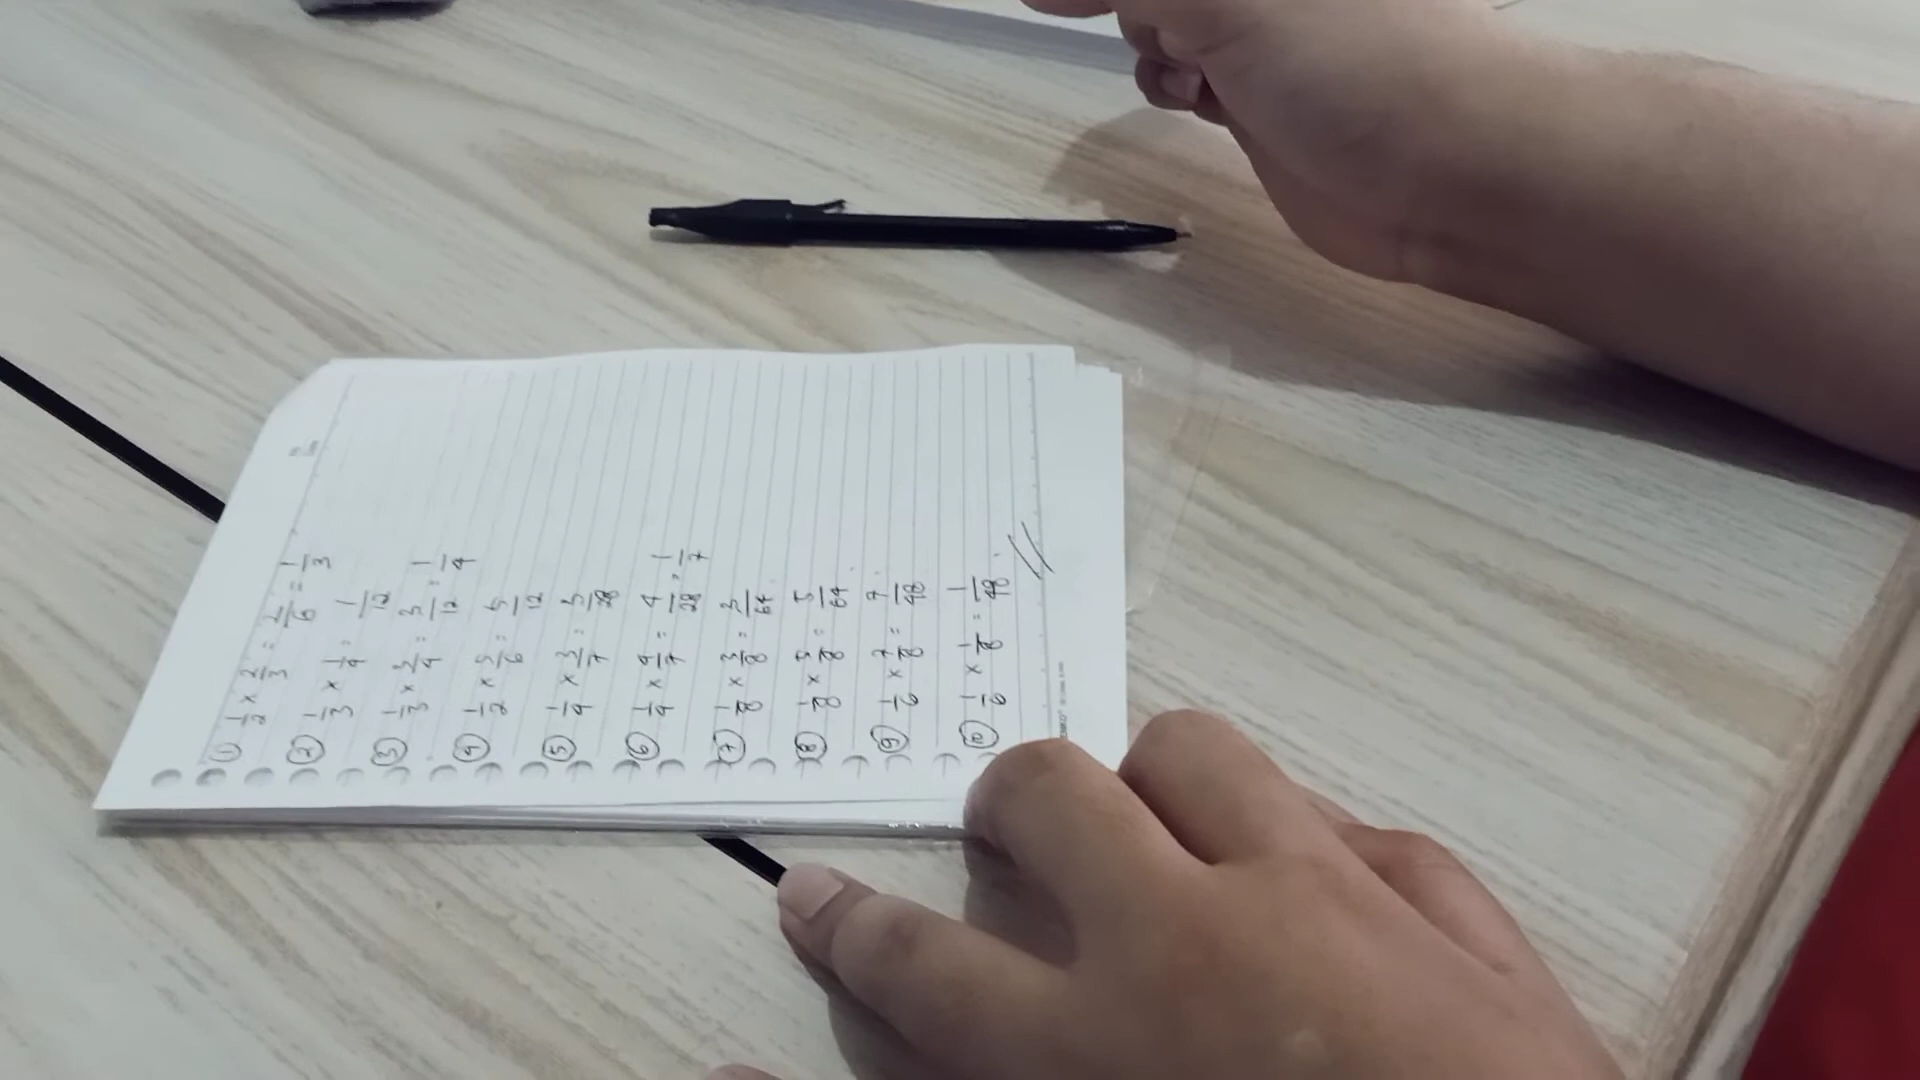 ① 1/2 × 2/3 = 2/6 = 1/3
② 1/3 × 1/4 = 1/12
③ 1/3 × 3/4 = 3/12 = 1/4
④ 1/2 × 5/6 = 5/12
⑤ 1/4 × 3/7 = 3/28
⑥ 1/4 × 4/7 = 4/28 = 1/7
⑦ 1/8 × 3/8 = 3/64
⑧ 1/8 × 5/8 = 5/64
⑨ 1/6 × 7/8 = 7/48
⑩ 1/6 × 1/8 = 1/48